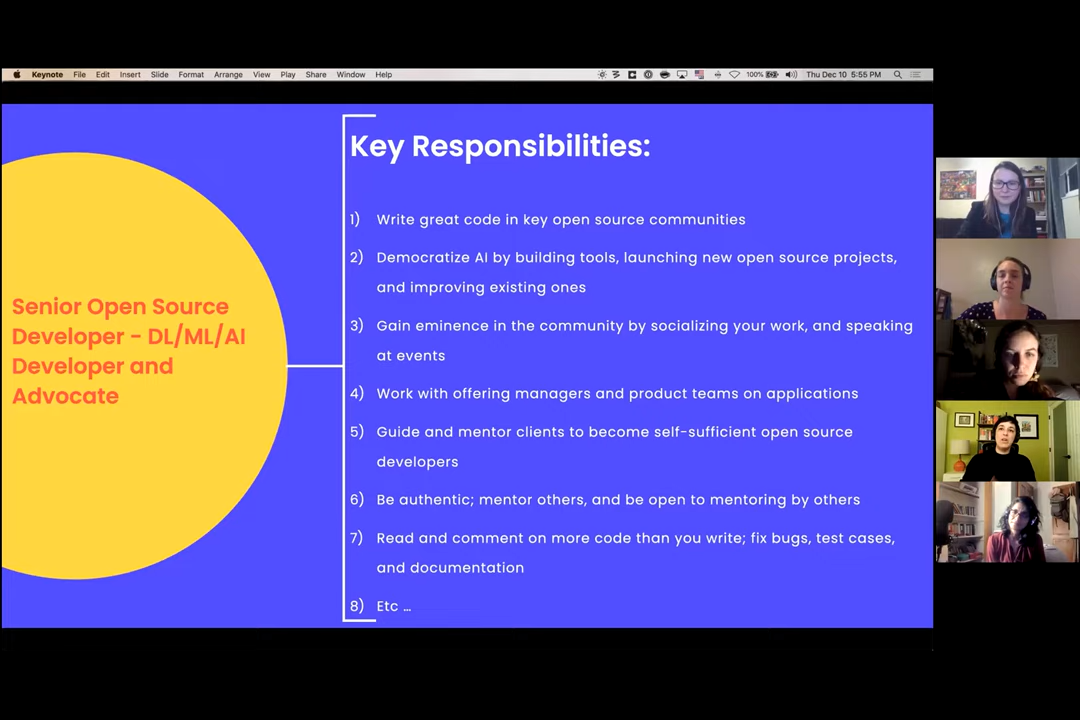 Keynote File Edit Insert Slide Format Arrange View Play Share Window Help 100% Thu Dec 10 5:55 PM
Key Responsibilities:
Senior Open Source
Developer - DL/ML/AI
Developer and
Advocate
1) Write great code in key open source communities
2) Democratize AI by building tools, launching new open source projects,
and improving existing ones
3) Gain eminence in the community by socializing your work, and speaking
at events
4) Work with offering managers and product teams on applications
5) Guide and mentor clients to become self-sufficient open source
developers
6) Be authentic; mentor others, and be open to mentoring by others
7) Read and comment on more code than you write; fix bugs, test cases,
and documentation
8) Etc ...